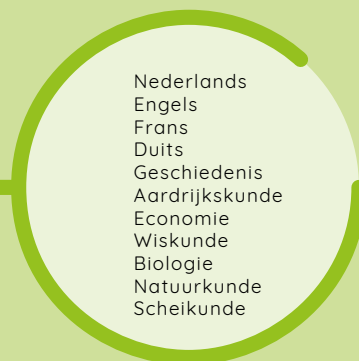 Nederlands
Engels
Frans
Duits
Geschiedenis
Aardrijkskunde
Economie
Wiskunde
Biologie
Natuurkunde
Scheikunde